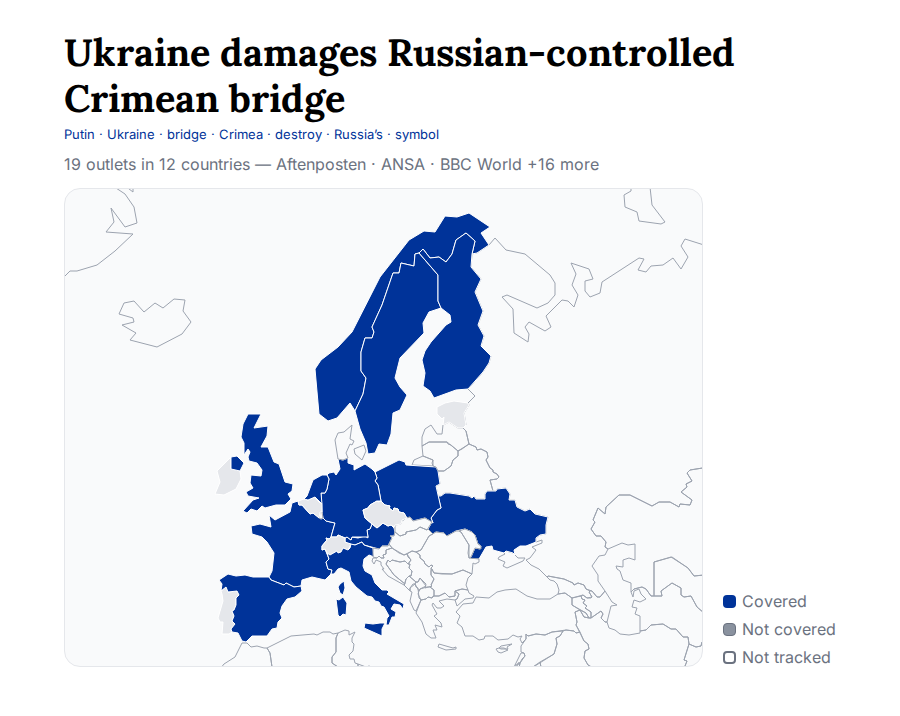 Ukraine damages Russian-controlled
Crimean bridge
Putin · Ukraine · bridge · Crimea · destroy · Russia's · symbol
19 outlets in 12 countries — Aftenposten · ANSA · BBC World +16 more
Covered
Not covered
Not tracked